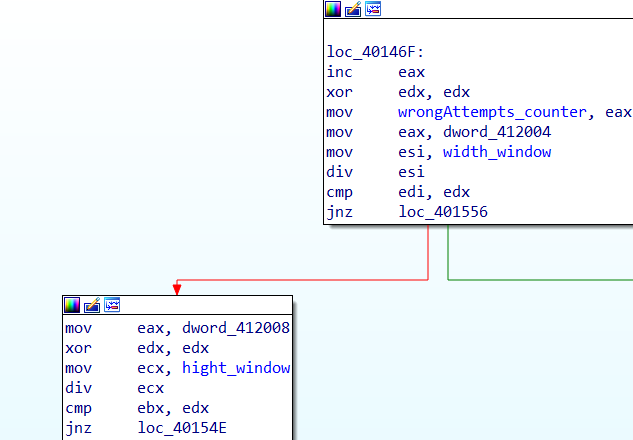 loc_40146F:
inc eax
xor edx, edx
mov wrongAttempts_counter, eax
mov eax, dword_412004
mov esi, width_window
div esi
cmp edi, edx
jnz loc_401556
mov eax, dword_412008
xor edx, edx
mov ecx, hight_window
div ecx
cmp ebx, edx
jnz loc_40154E